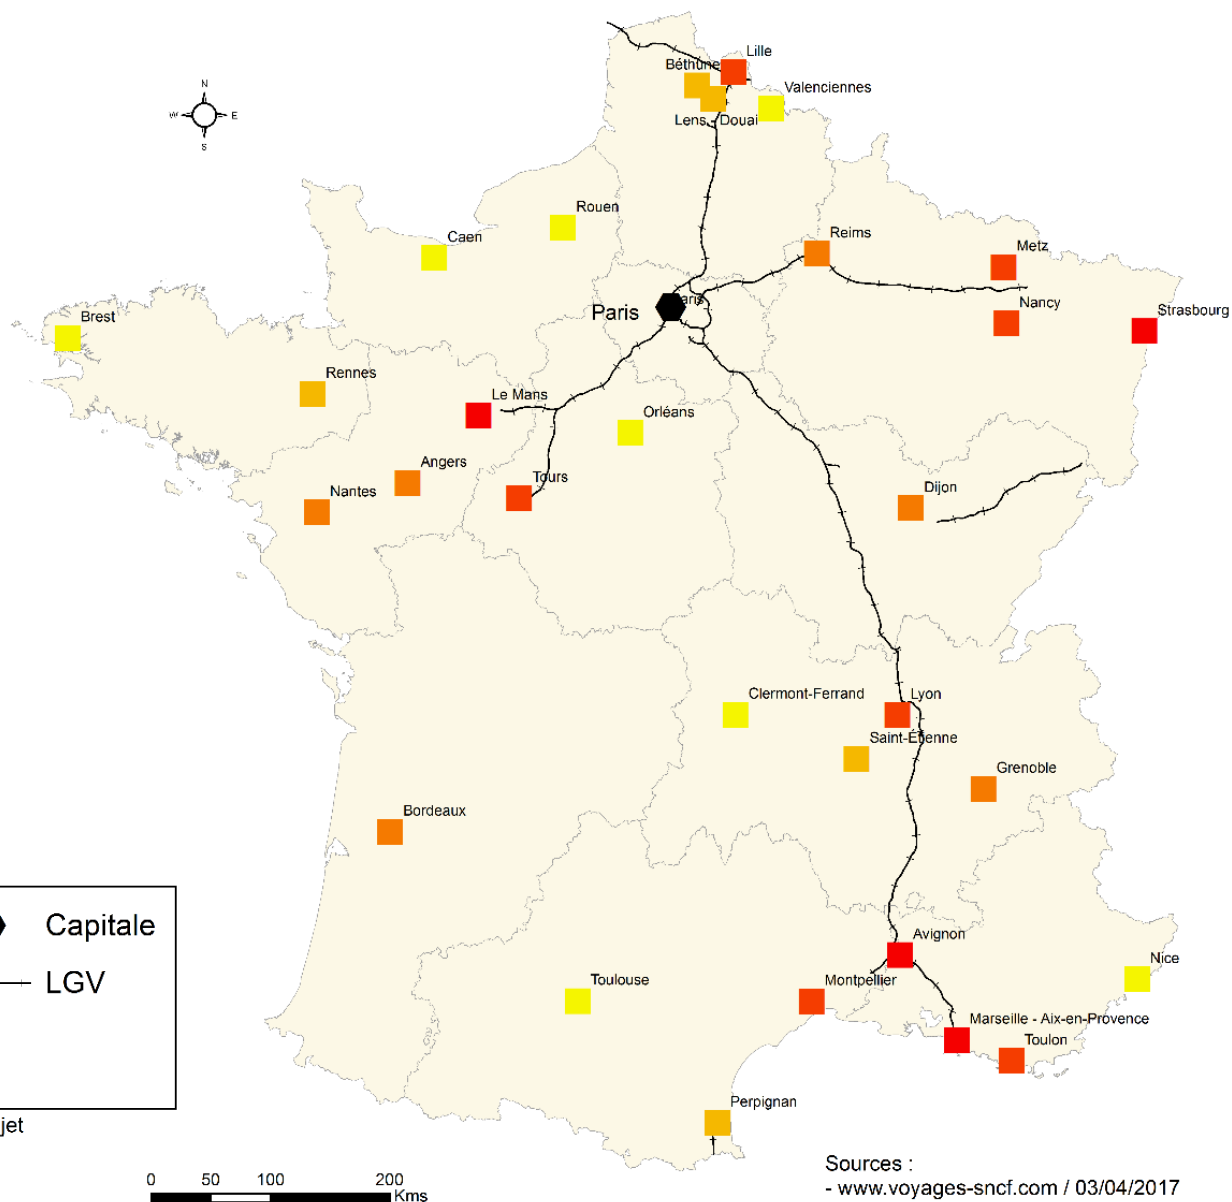 Lille
Béthune
Valenciennes
Lens - Douai
N
W
E
S
Rouen
Caen
Reims
Metz
Paris
Paris
Nancy
Strasbourg
Brest
Rennes
Le Mans
Orléans
Angers
Tours
Nantes
Dijon
Clermont-Ferrand
Lyon
Saint-Étienne
Grenoble
Bordeaux
Capitale
Avignon
LGV
Nice
Toulouse
Montpellier
Marseille - Aix-en-Provence
Toulon
Perpignan
jet
Sources :
0 50 100 200
Kms
- www.voyages-sncf.com / 03/04/2017